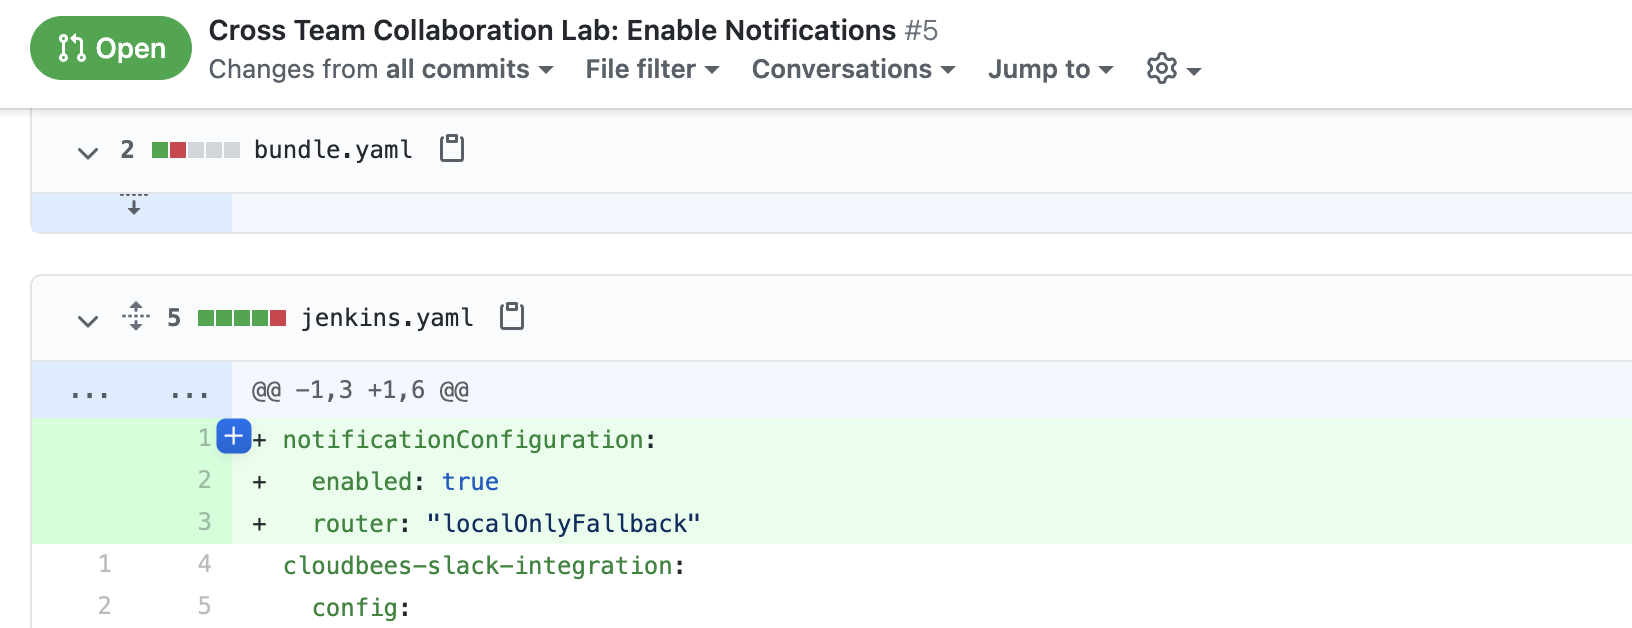 Open
Cross Team Collaboration Lab: Enable Notifications #5
Changes from all commits File filter Conversations Jump to
2 bundle.yaml
5 jenkins.yaml
... ... @@ -1,3 +1,6 @@
1 + notificationConfiguration:
2 + enabled: true
3 + router: "localOnlyFallback"
1 4 cloudbees-slack-integration:
2 5 config: